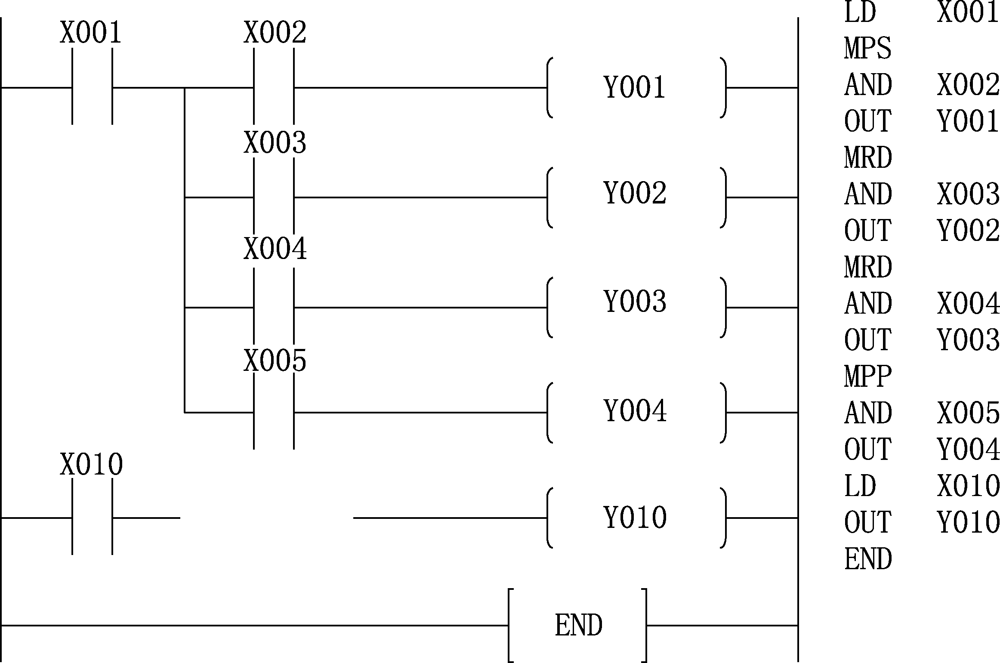 X001 X002
Y001
X003
Y002
X004
Y003
X005
Y004
X010
Y010
END
LD X001
MPS
AND X002
OUT Y001
MRD
AND X003
OUT Y002
MRD
AND X004
OUT Y003
MPP
AND X005
OUT Y004
LD X010
OUT Y010
END